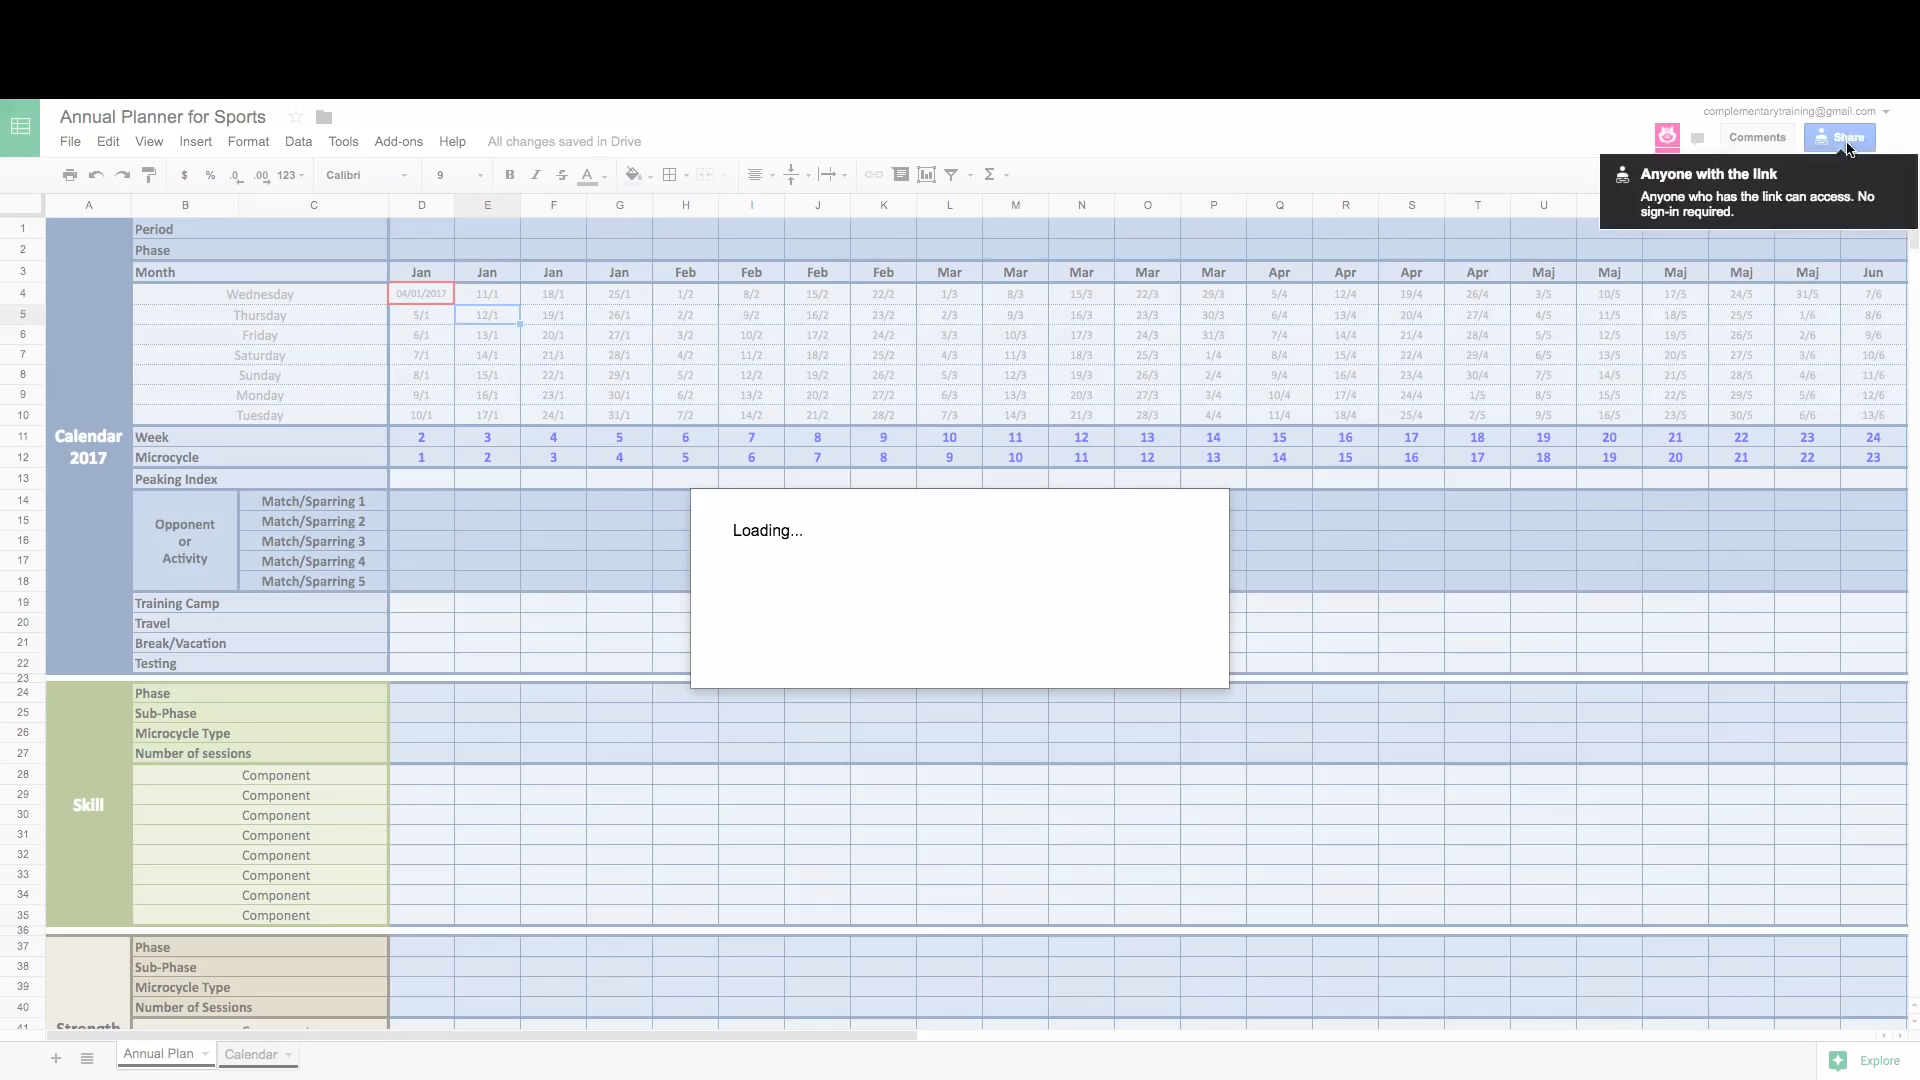 Annual Planner for Sports
complementarytraining@gmail.com
File Edit View Insert Format Data Tools Add-ons Help All changes saved in Drive
Comments Share
$ % .0 .00 123 Calibri 9 B I S A Σ
Anyone with the link
Anyone who has the link can access. No
sign-in required.
A B C D E F G H I J K L M N O P Q R S T U
1 Period
2 Phase
3 Month Jan Jan Jan Jan Feb Feb Feb Feb Mar Mar Mar Mar Mar Apr Apr Apr Apr Maj Maj Maj Maj Maj Jun
4 Wednesday 04/01/2017 11/1 18/1 25/1 1/2 8/2 15/2 22/2 1/3 8/3 15/3 22/3 29/3 5/4 12/4 19/4 26/4 3/5 10/5 17/5 24/5 31/5 7/6
5 Thursday 5/1 12/1 19/1 26/1 2/2 9/2 16/2 23/2 2/3 9/3 16/3 23/3 30/3 6/4 13/4 20/4 27/4 4/5 11/5 18/5 25/5 1/6 8/6
6 Friday 6/1 13/1 20/1 27/1 3/2 10/2 17/2 24/2 3/3 10/3 17/3 24/3 31/3 7/4 14/4 21/4 28/4 5/5 12/5 19/5 26/5 2/6 9/6
7 Saturday 7/1 14/1 21/1 28/1 4/2 11/2 18/2 25/2 4/3 11/3 18/3 25/3 1/4 8/4 15/4 22/4 29/4 6/5 13/5 20/5 27/5 3/6 10/6
8 Sunday 8/1 15/1 22/1 29/1 5/2 12/2 19/2 26/2 5/3 12/3 19/3 26/3 2/4 9/4 16/4 23/4 30/4 7/5 14/5 21/5 28/5 4/6 11/6
9 Monday 9/1 16/1 23/1 30/1 6/2 13/2 20/2 27/2 6/3 13/3 20/3 27/3 3/4 10/4 17/4 24/4 1/5 8/5 15/5 22/5 29/5 5/6 12/6
10 Tuesday 10/1 17/1 24/1 31/1 7/2 14/2 21/2 28/2 7/3 14/3 21/3 28/3 4/4 11/4 18/4 25/4 2/5 9/5 16/5 23/5 30/5 6/6 13/6
Calendar
2017
11 Week 2 3 4 5 6 7 8 9 10 11 12 13 14 15 16 17 18 19 20 21 22 23 24
12 Microcycle 1 2 3 4 5 6 7 8 9 10 11 12 13 14 15 16 17 18 19 20 21 22 23
13 Peaking Index
Opponent
or
Activity
14 Match/Sparring 1
15 Match/Sparring 2
16 Match/Sparring 3
17 Match/Sparring 4
18 Match/Sparring 5
Loading...
19 Training Camp
20 Travel
21 Break/Vacation
22 Testing
23
24 Phase
25 Sub-Phase
26 Microcycle Type
27 Number of sessions
Skill
28 Component
29 Component
30 Component
31 Component
32 Component
33 Component
34 Component
35 Component
36
37 Phase
38 Sub-Phase
39 Microcycle Type
40 Number of Sessions
41 Strength
Annual Plan Calendar
Explore